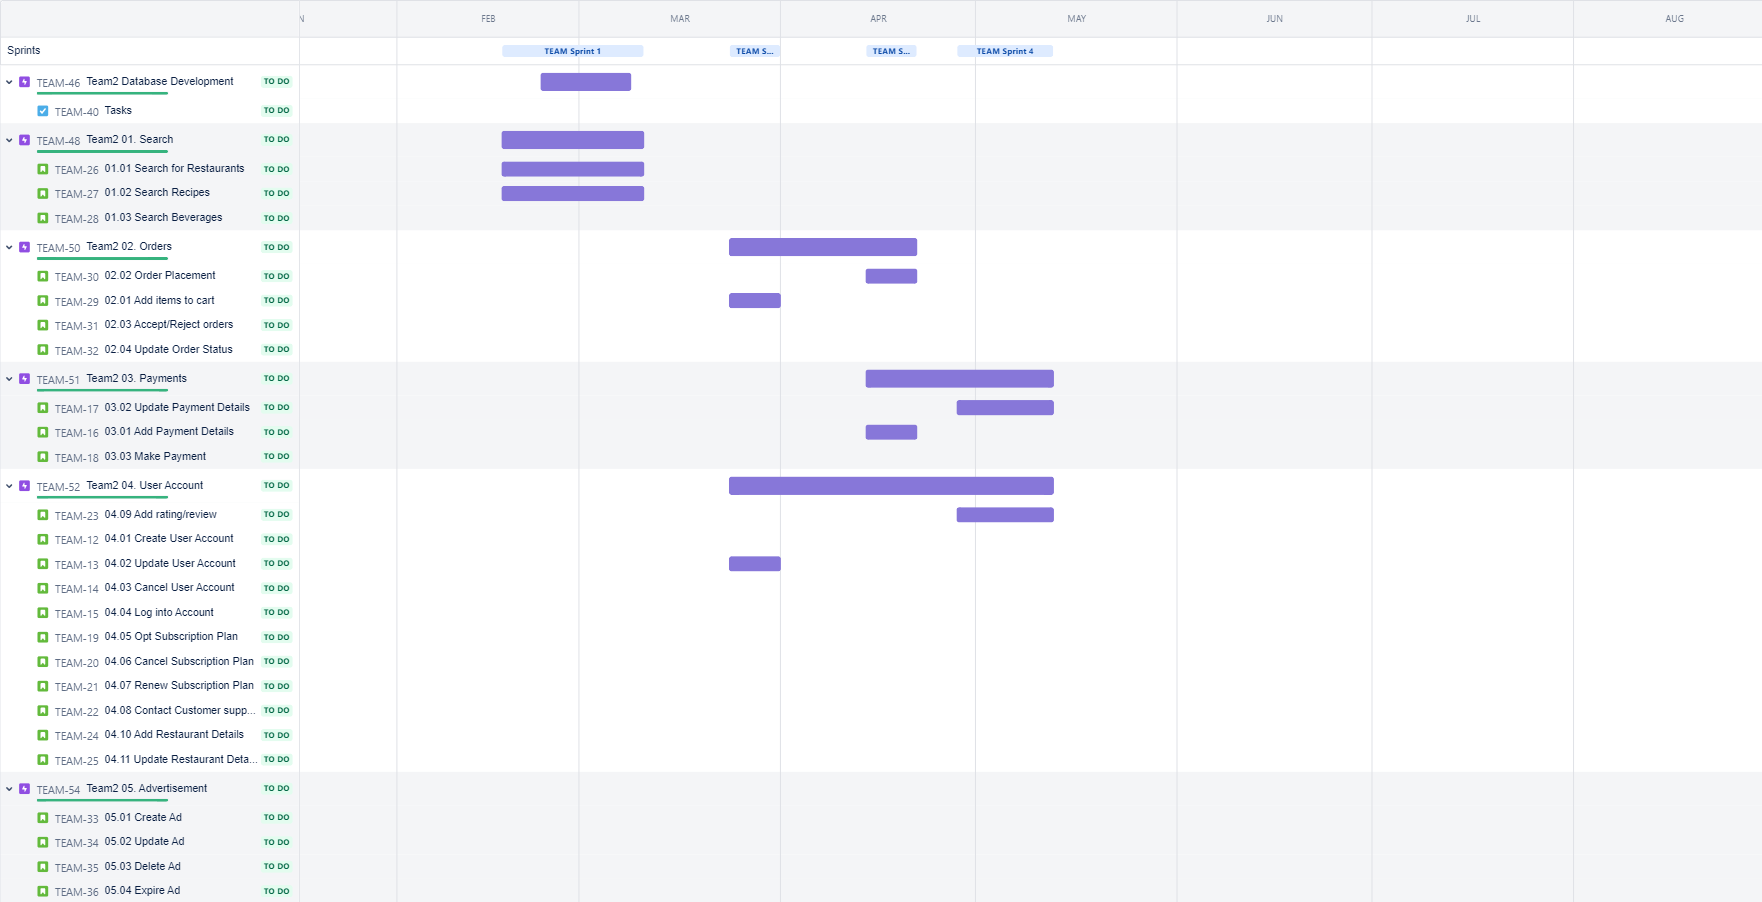 N FEB MAR APR MAY JUN JUL AUG
Sprints TEAM Sprint 1 TEAM S... TEAM S... TEAM Sprint 4
TEAM-46 Team2 Database Development TO DO
TEAM-40 Tasks TO DO
TEAM-48 Team2 01. Search TO DO
TEAM-26 01.01 Search for Restaurants TO DO
TEAM-27 01.02 Search Recipes TO DO
TEAM-28 01.03 Search Beverages TO DO
TEAM-50 Team2 02. Orders TO DO
TEAM-30 02.02 Order Placement TO DO
TEAM-29 02.01 Add items to cart TO DO
TEAM-31 02.03 Accept/Reject orders TO DO
TEAM-32 02.04 Update Order Status TO DO
TEAM-51 Team2 03. Payments TO DO
TEAM-17 03.02 Update Payment Details TO DO
TEAM-16 03.01 Add Payment Details TO DO
TEAM-18 03.03 Make Payment TO DO
TEAM-52 Team2 04. User Account TO DO
TEAM-23 04.09 Add rating/review TO DO
TEAM-12 04.01 Create User Account TO DO
TEAM-13 04.02 Update User Account TO DO
TEAM-14 04.03 Cancel User Account TO DO
TEAM-15 04.04 Log into Account TO DO
TEAM-19 04.05 Opt Subscription Plan TO DO
TEAM-20 04.06 Cancel Subscription Plan TO DO
TEAM-21 04.07 Renew Subscription Plan TO DO
TEAM-22 04.08 Contact Customer supp... TO DO
TEAM-24 04.10 Add Restaurant Details TO DO
TEAM-25 04.11 Update Restaurant Deta... TO DO
TEAM-54 Team2 05. Advertisement TO DO
TEAM-33 05.01 Create Ad TO DO
TEAM-34 05.02 Update Ad TO DO
TEAM-35 05.03 Delete Ad TO DO
TEAM-36 05.04 Expire Ad TO DO